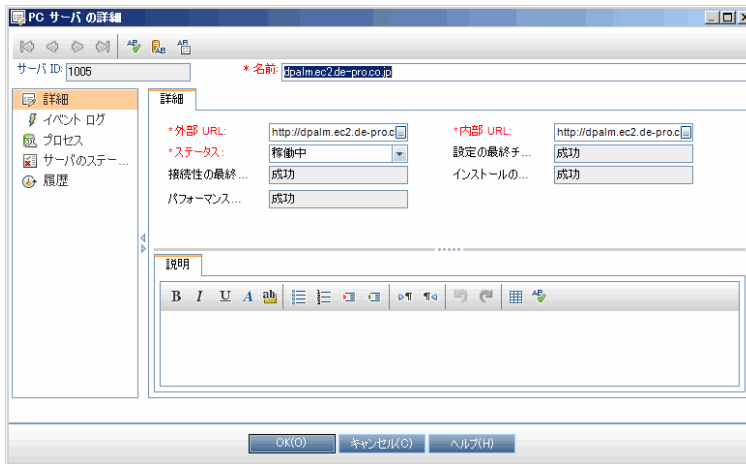 PC サーバ の詳細
サーバ ID: 1005 * 名前: dpalm.ec2.de-pro.co.jp
詳細
イベント ログ
プロセス
サーバのステー...
履歴
詳細
*外部 URL: http://dpalm.ec2.de-pro.c *内部 URL: http://dpalm.ec2.de-pro.c
*ステータス: 稼働中 設定の最終チ... 成功
接続性の最終... 成功 インストールの... 成功
パフォーマンス... 成功
説明
B I U A ab
OK(O) キャンセル(C) ヘルプ(H)